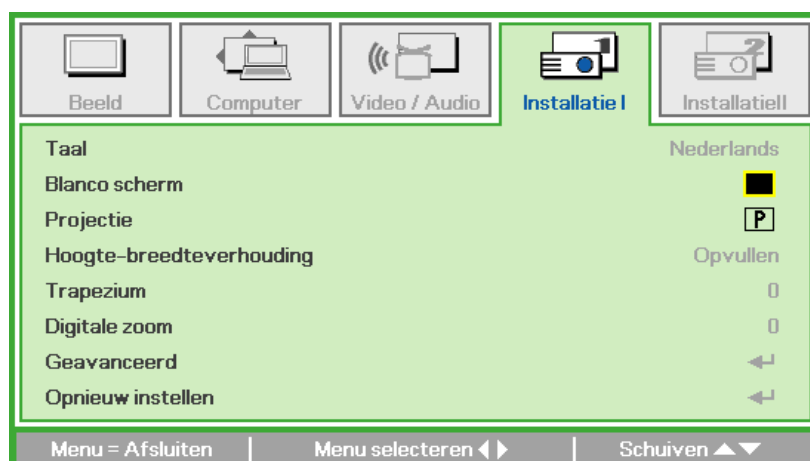 Beeld Computer Video / Audio Installatie I InstallatieII
Taal Nederlands
Blanco scherm
Projectie P
Hoogte-breedteverhouding Opvullen
Trapezium 0
Digitale zoom 0
Geavanceerd
Opnieuw instellen
Menu = Afsluiten Menu selecteren Schuiven